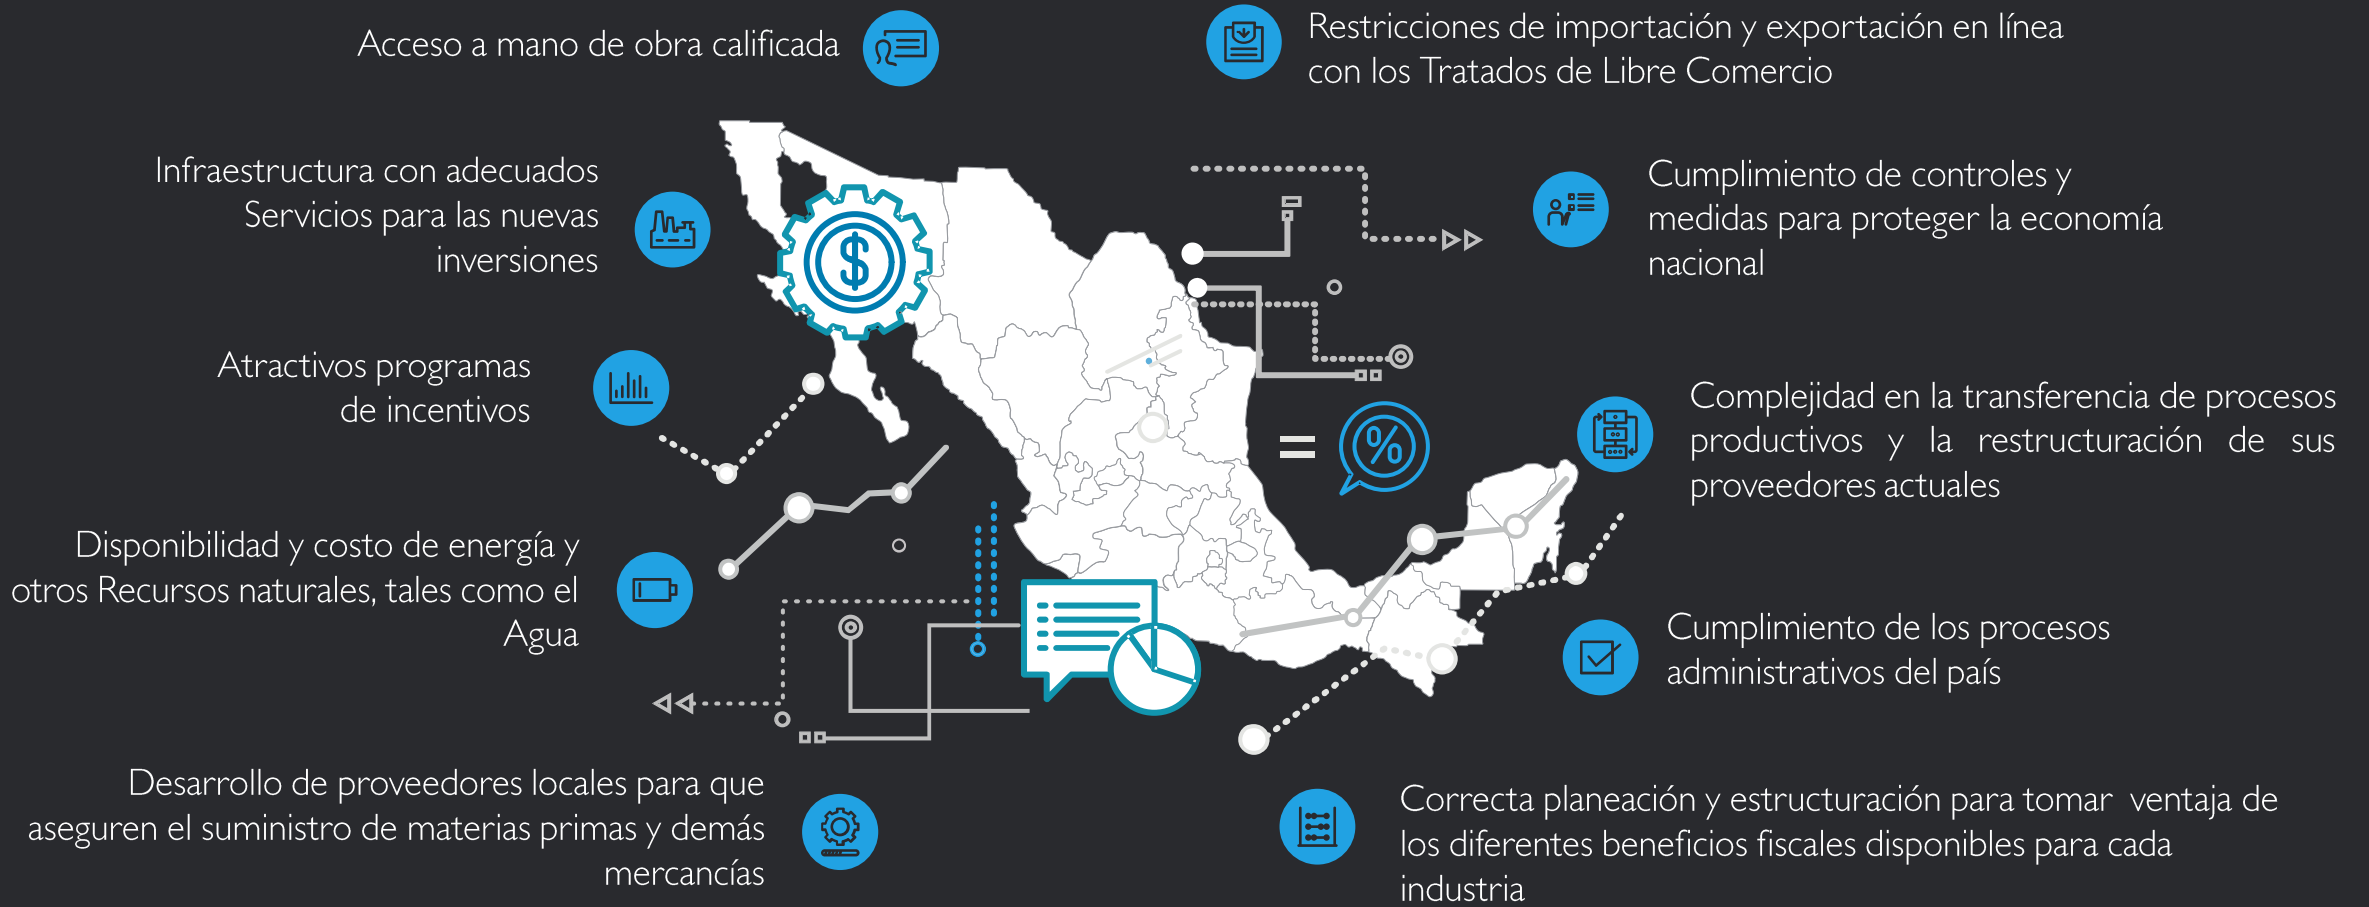 Acceso a mano de obra calificada
Infraestructura con adecuados
Servicios para las nuevas
inversiones
Atractivos programas
de incentivos
Disponibilidad y costo de energía y
otros Recursos naturales, tales como el
Agua
Desarrollo de proveedores locales para que
aseguren el suministro de materias primas y demás
mercancías
$
= %
Restricciones de importación y exportación en línea
con los Tratados de Libre Comercio
Cumplimiento de controles y
medidas para proteger la economía
nacional
Complejidad en la transferencia de procesos
productivos y la restructuración de sus
proveedores actuales
Cumplimiento de los procesos
administrativos del país
Correcta planeación y estructuración para tomar ventaja de
los diferentes beneficios fiscales disponibles para cada
industria